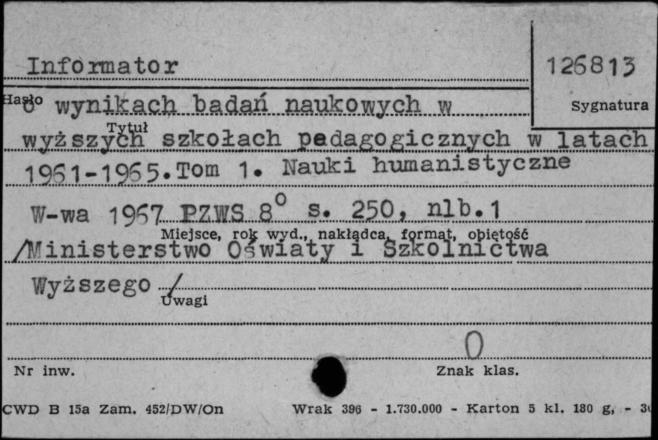 Informator
126813
Hasło
o wynikach badań naukowych w
Sygnatura
Tytuł
wyższych szkołach pedagogicznych w latach
1961-1965. Tom 1. Nauki humanistyczne
W-wa 1967 PZWS 8° s. 250, nlb. 1
Miejsce, rok wyd., nakładca, format, objętość
/Ministerstwo Oświaty i Szkolnictwa
Wyższego /
Uwagi
0
Nr inw.
Znak klas.
CWD B 15a Zam. 452/DW/On
Wrak 396 - 1.730.000 - Karton 5 kl. 180 g, -